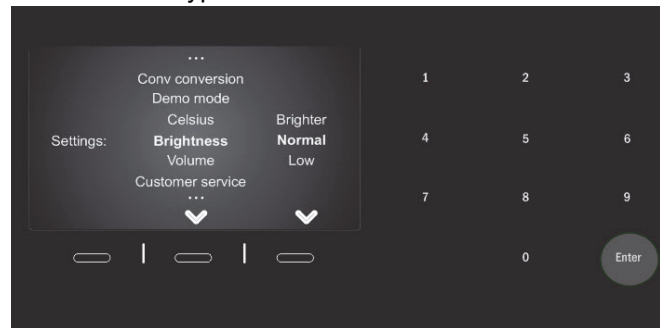 ...
Conv conversion
Demo mode
Celsius Brighter
Settings: Brightness Normal
Volume Low
Customer service
...
1 2 3
4 5 6
7 8 9
0 Enter